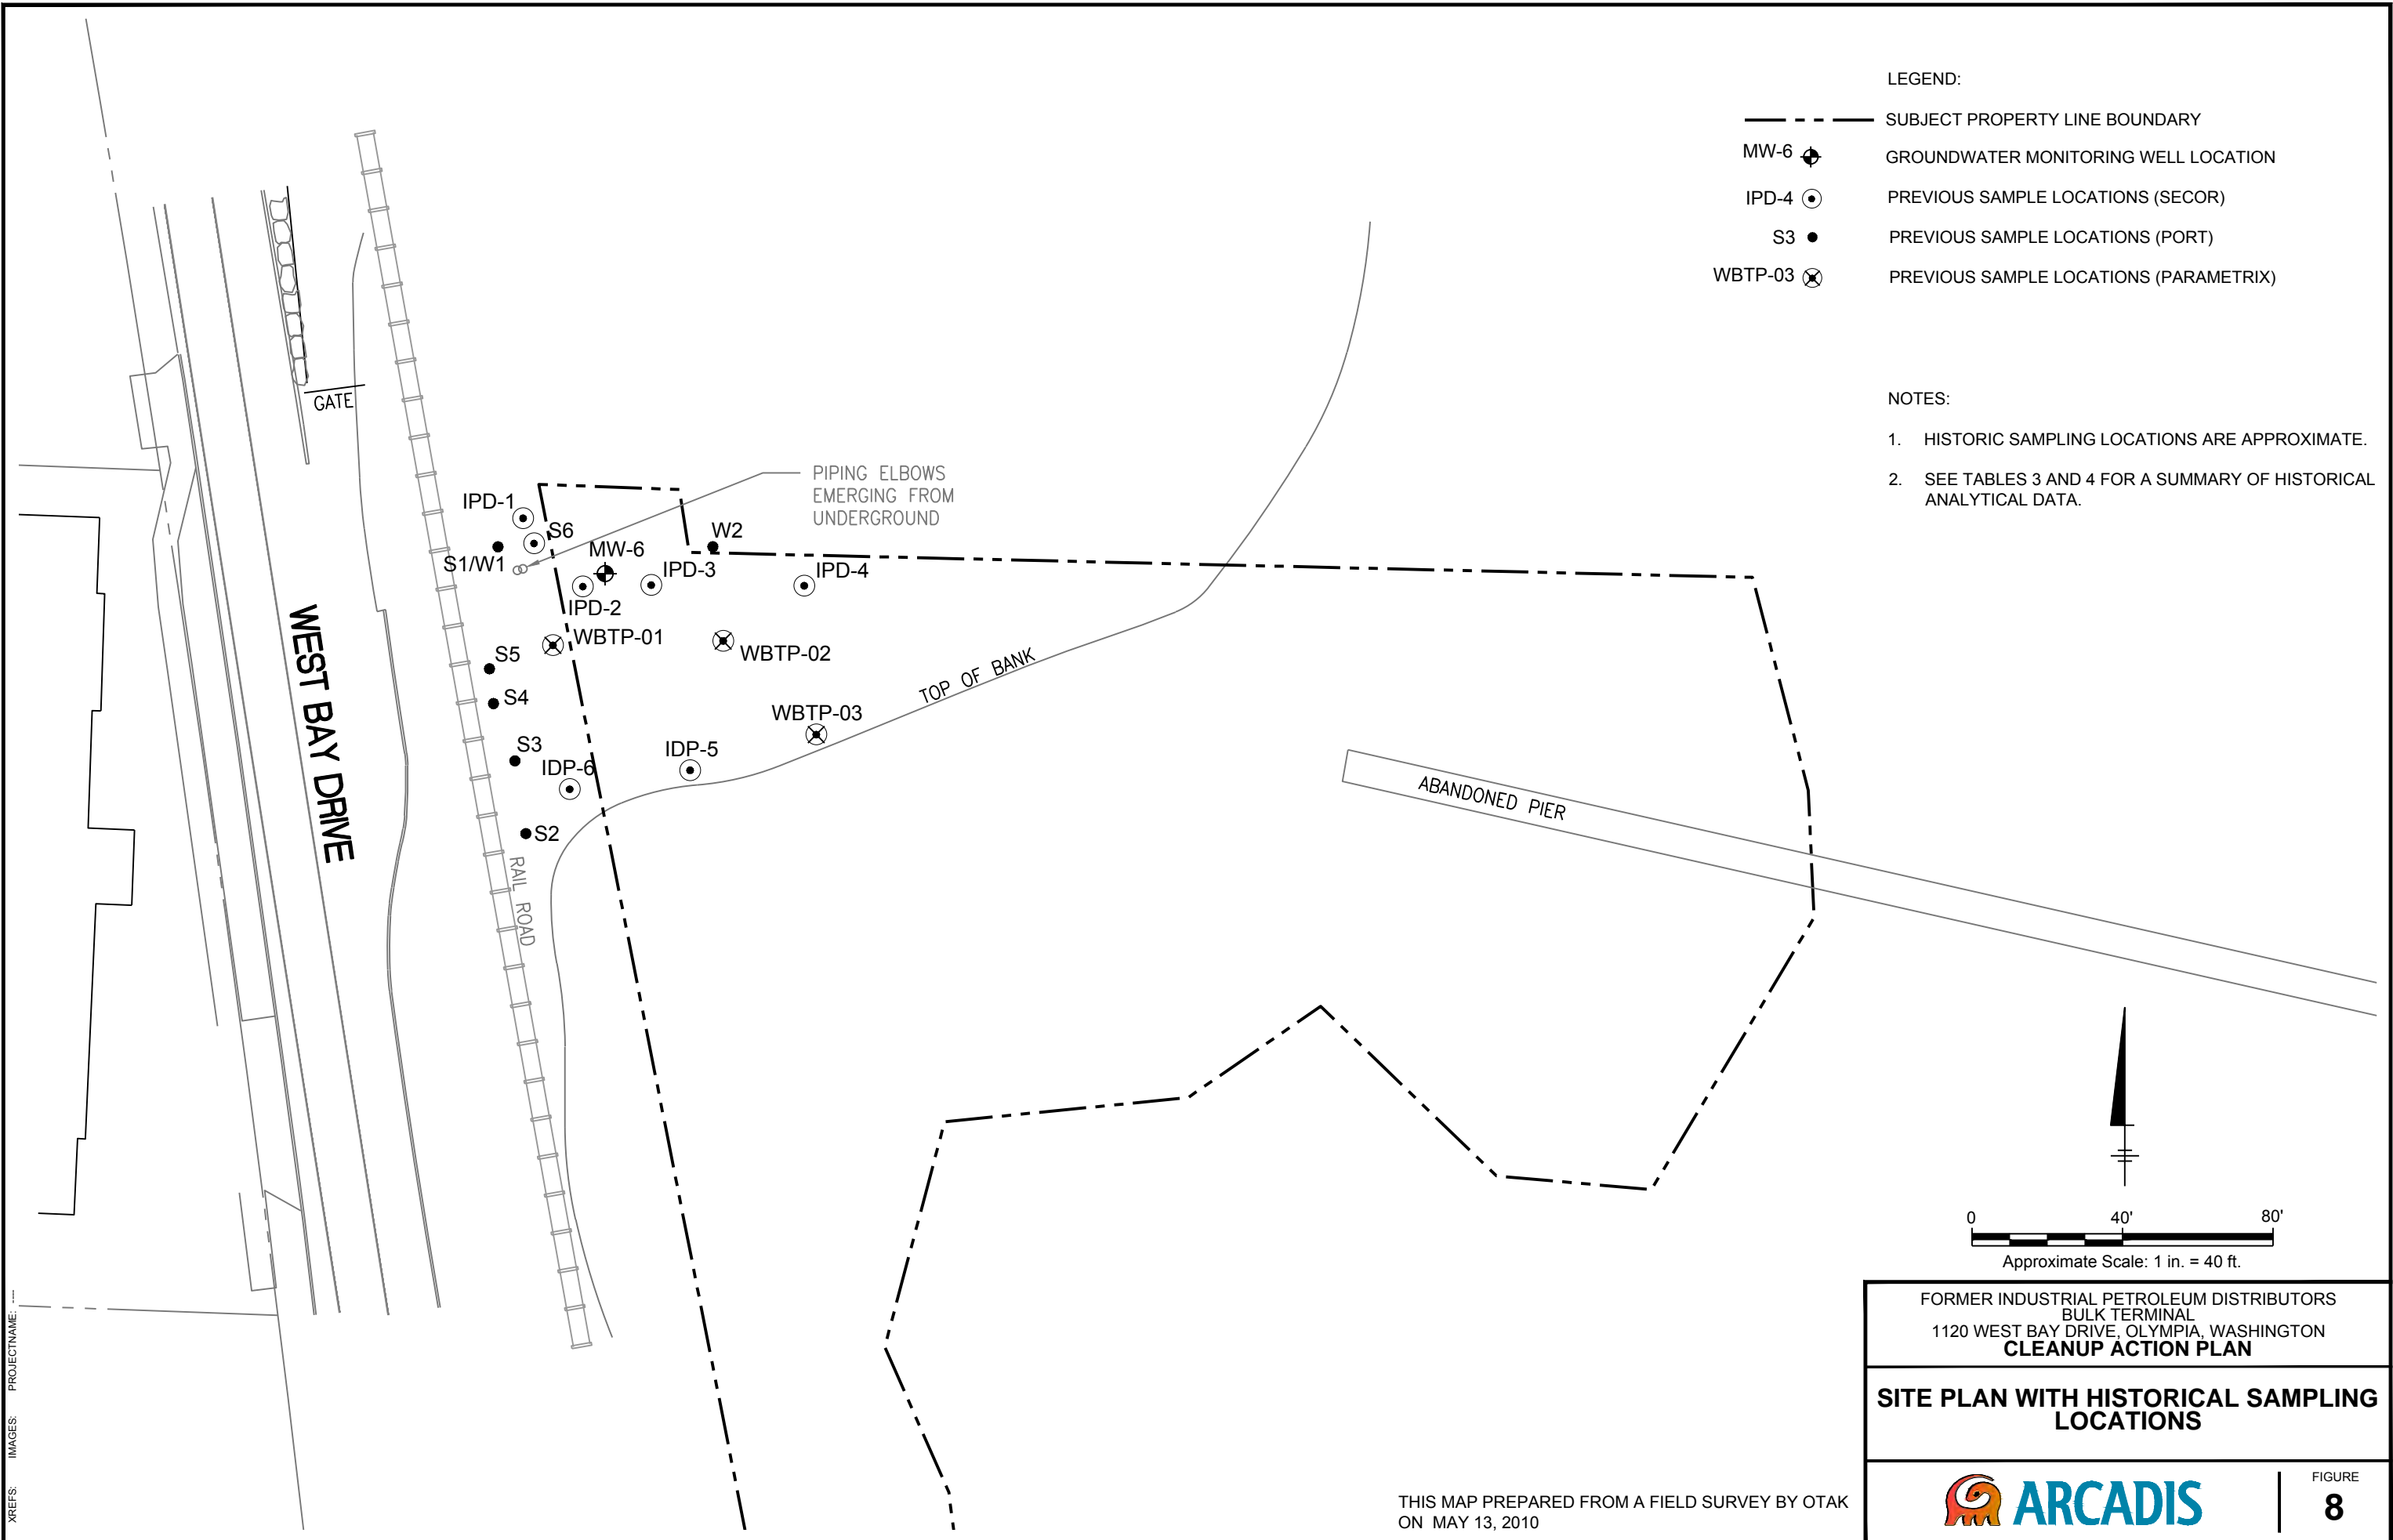 LEGEND:
SUBJECT PROPERTY LINE BOUNDARY
MW-6 GROUNDWATER MONITORING WELL LOCATION
IPD-4 PREVIOUS SAMPLE LOCATIONS (SECOR)
S3 PREVIOUS SAMPLE LOCATIONS (PORT)
WBTP-03 PREVIOUS SAMPLE LOCATIONS (PARAMETRIX)
NOTES:
1. HISTORIC SAMPLING LOCATIONS ARE APPROXIMATE.
2. SEE TABLES 3 AND 4 FOR A SUMMARY OF HISTORICAL
ANALYTICAL DATA.
GATE
PIPING ELBOWS
EMERGING FROM
UNDERGROUND
IPD-1
S6
W2
MW-6
S1/W1
IPD-3
IPD-4
IPD-2
WBTP-01
WBTP-02
S5
S4
TOP OF BANK
WBTP-03
S3
IDP-5
IDP-6
S2
WEST BAY DRIVE
RAIL ROAD
ABANDONED PIER
0 40' 80'
Approximate Scale: 1 in. = 40 ft.
FORMER INDUSTRIAL PETROLEUM DISTRIBUTORS
BULK TERMINAL
1120 WEST BAY DRIVE, OLYMPIA, WASHINGTON
CLEANUP ACTION PLAN
SITE PLAN WITH HISTORICAL SAMPLING
LOCATIONS
ARCADIS
FIGURE
8
THIS MAP PREPARED FROM A FIELD SURVEY BY OTAK
ON MAY 13, 2010
XREFS: IMAGES: PROJECTNAME: ----